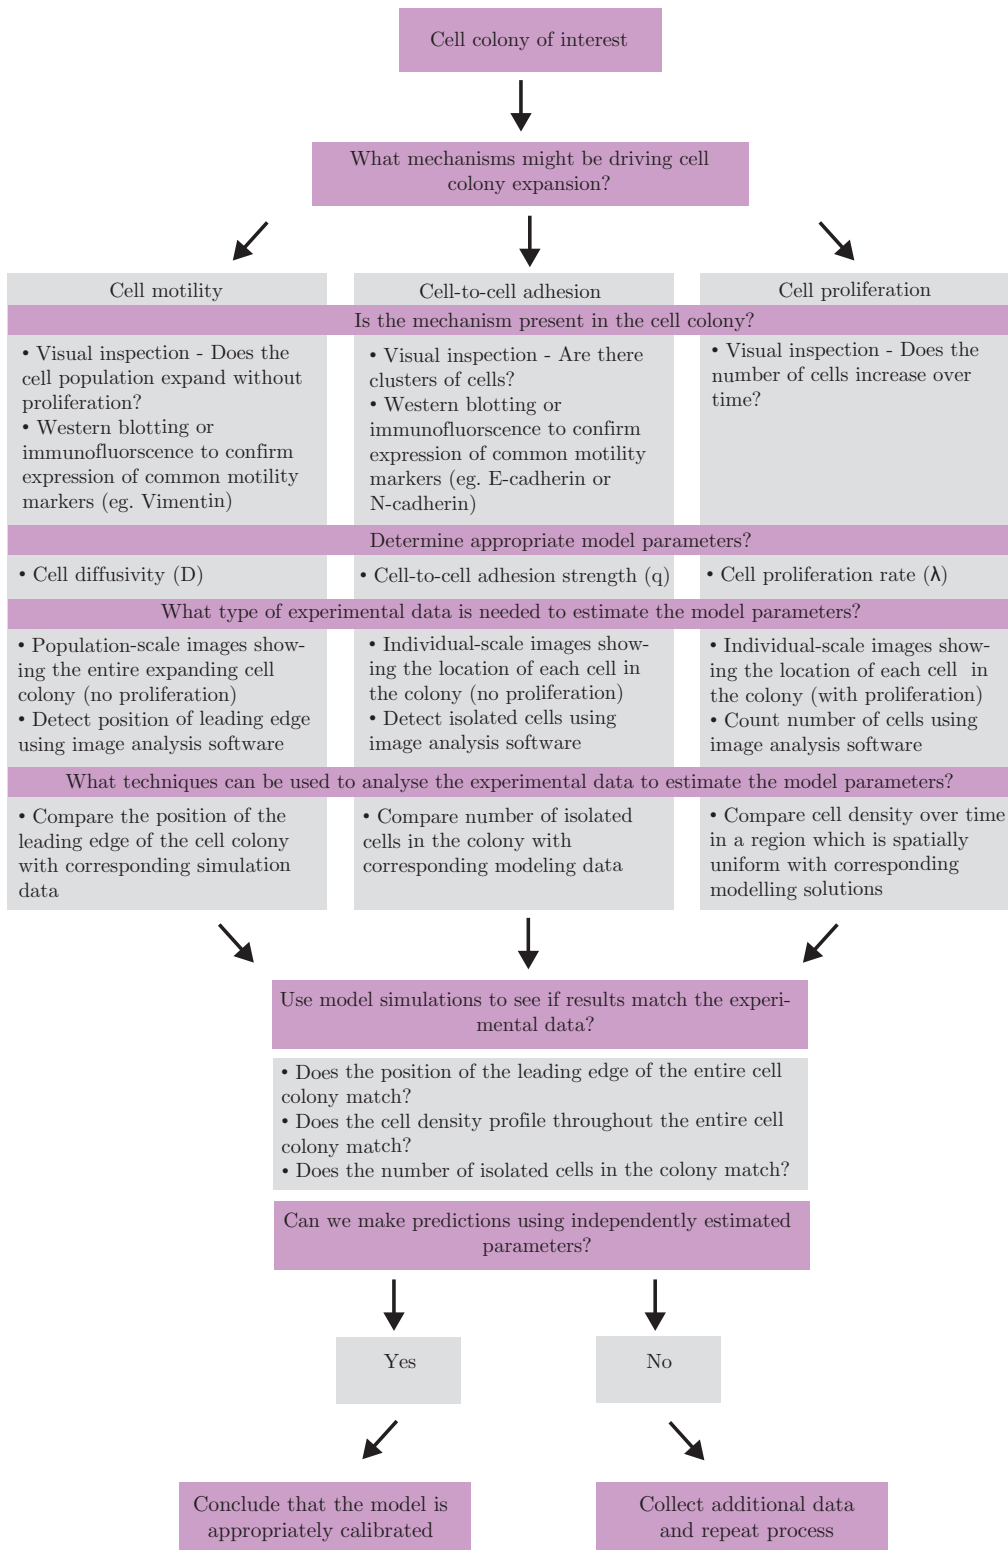 Cell colony of interest
What mechanisms might be driving cell
colony expansion?
Cell motility
Cell-to-cell adhesion
Cell proliferation
Is the mechanism present in the cell colony?
• Visual inspection - Does the
cell population expand without
proliferation?
• Western blotting or
immunofluorscence to confirm
expression of common motility
markers (eg. Vimentin)
• Visual inspection - Are there
clusters of cells?
• Western blotting or
immunofluorscence to confirm
expression of common motility
markers (eg. E-cadherin or
N-cadherin)
• Visual inspection - Does the
number of cells increase over
time?
Determine appropriate model parameters?
• Cell diffusivity (D)
• Cell-to-cell adhesion strength (q)
• Cell proliferation rate (λ)
What type of experimental data is needed to estimate the model parameters?
• Population-scale images show-
ing the entire expanding cell
colony (no proliferation)
• Detect position of leading edge
using image analysis software
• Individual-scale images show-
ing the location of each cell in
the colony (no proliferation)
• Detect isolated cells using
image analysis software
• Individual-scale images show-
ing the location of each cell in
the colony (with proliferation)
• Count number of cells using
image analysis software
What techniques can be used to analyse the experimental data to estimate the model parameters?
• Compare the position of the
leading edge of the cell colony
with corresponding simulation
data
• Compare number of isolated
cells in the colony with
corresponding modeling data
• Compare cell density over time
in a region which is spatially
uniform with corresponding
modelling solutions
Use model simulations to see if results match the experi-
mental data?
• Does the position of the leading edge of the entire cell
colony match?
• Does the cell density profile throughout the entire cell
colony match?
• Does the number of isolated cells in the colony match?
Can we make predictions using independently estimated
parameters?
Yes
No
Conclude that the model is
appropriately calibrated
Collect additional data
and repeat process